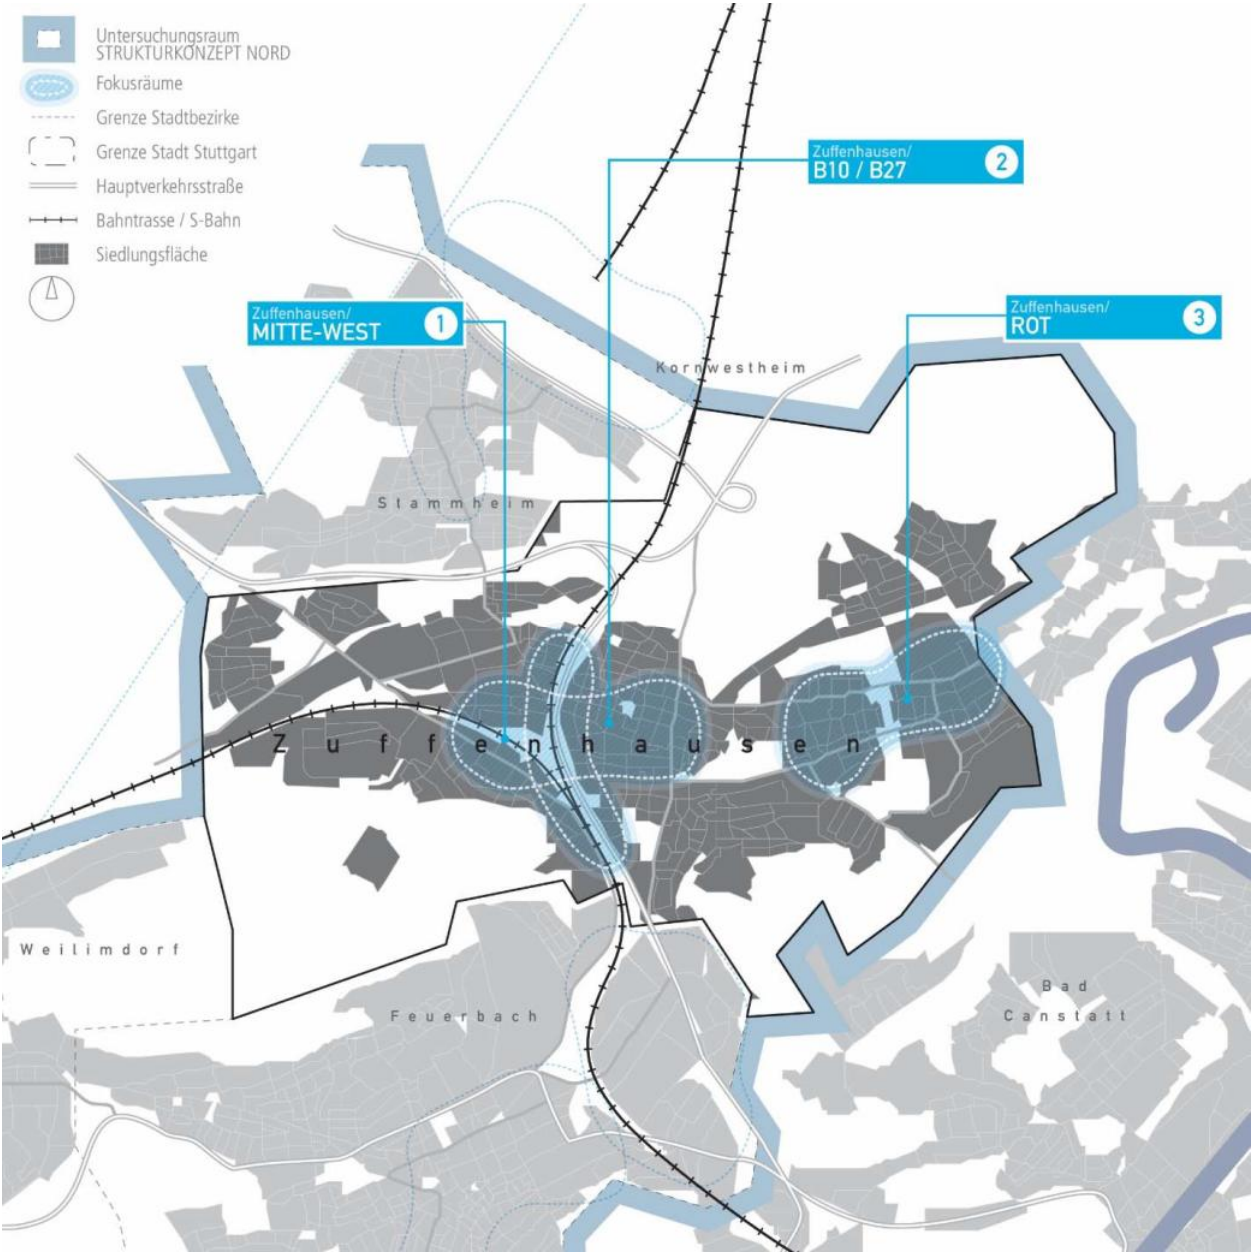 Untersuchungsraum
STRUKTURKONZEPT NORD
Fokusräume
Grenze Stadtbezirke
Grenze Stadt Stuttgart
Hauptverkehrsstraße
Bahntrasse / S-Bahn
Siedlungsfläche
Zuffenhausen/
B10 / B27
2
Zuffenhausen/
MITTE-WEST
1
Zuffenhausen/
ROT
3
Kornwestheim
Stammheim
Zuffenhausen
Weilimdorf
Feuerbach
Bad
Canstatt